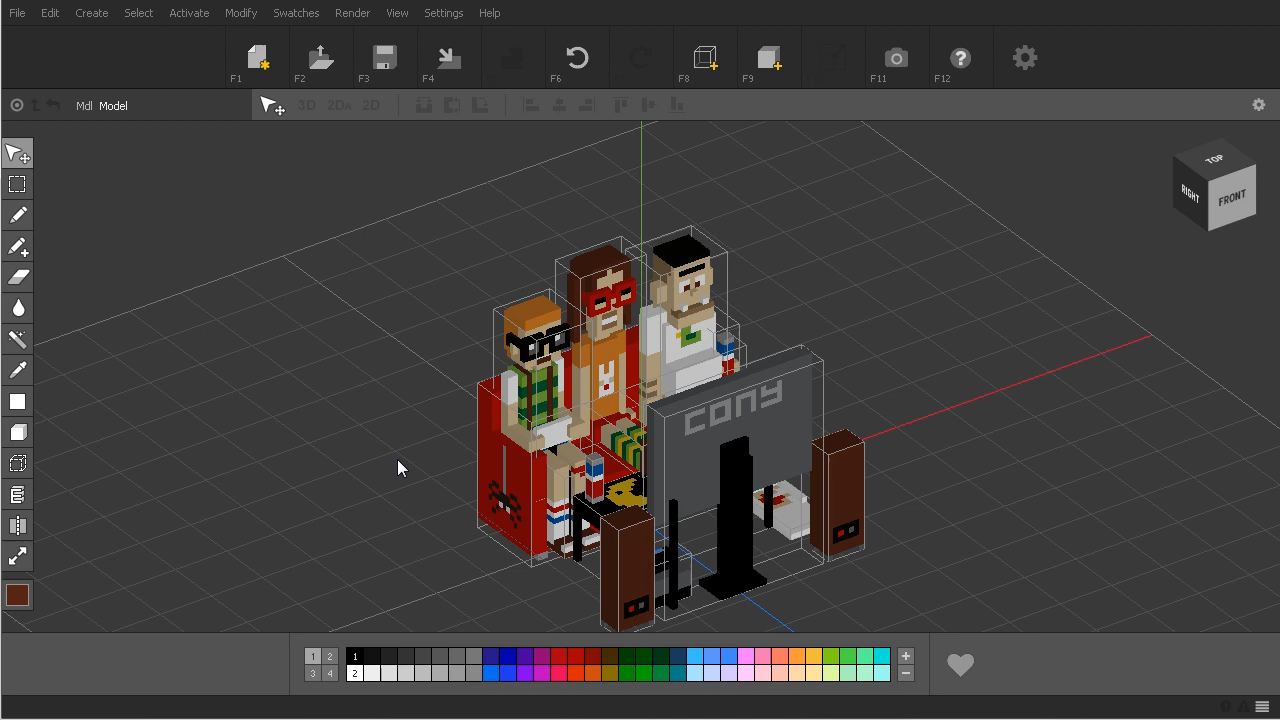 File Edit Create Select Activate Modify Swatches Render View Settings Help
F1 F2 F3 F4 F6 F8 F9 F11 F12
Mdl Model 3D 2DA 2D
TOP
RIGHT FRONT
cony
1 2 1
3 4 2